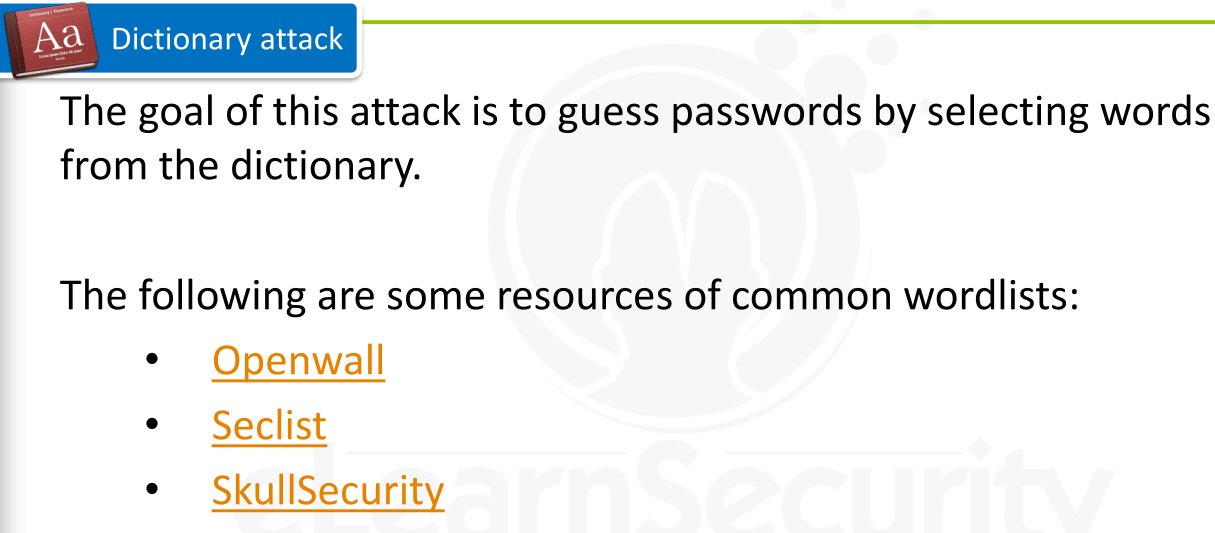 Aa
Dictionary attack
The goal of this attack is to guess passwords by selecting words
from the dictionary.
The following are some resources of common wordlists:
• Openwall
• Seclist
• SkullSecurity
eLearnSecurity